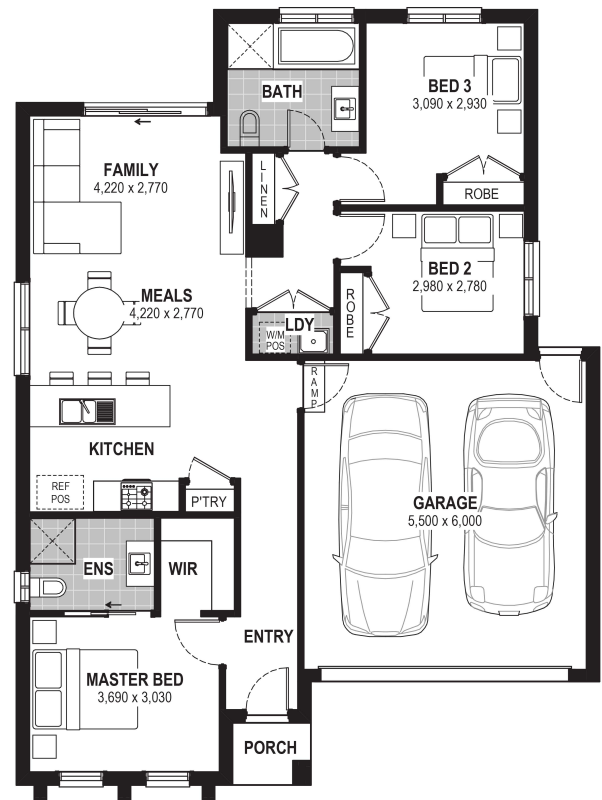 BATH
BED 3
3,090 x 2,930
LINEN
ROBE
FAMILY
4,220 x 2,770
BED 2
2,980 x 2,780
ROBE
MEALS
4,220 x 2,770
LDY
W/M
POS
RAMP
KITCHEN
REF
POS
P'TRY
GARAGE
5,500 x 6,000
ENS
WIR
ENTRY
MASTER BED
3,690 x 3,030
PORCH